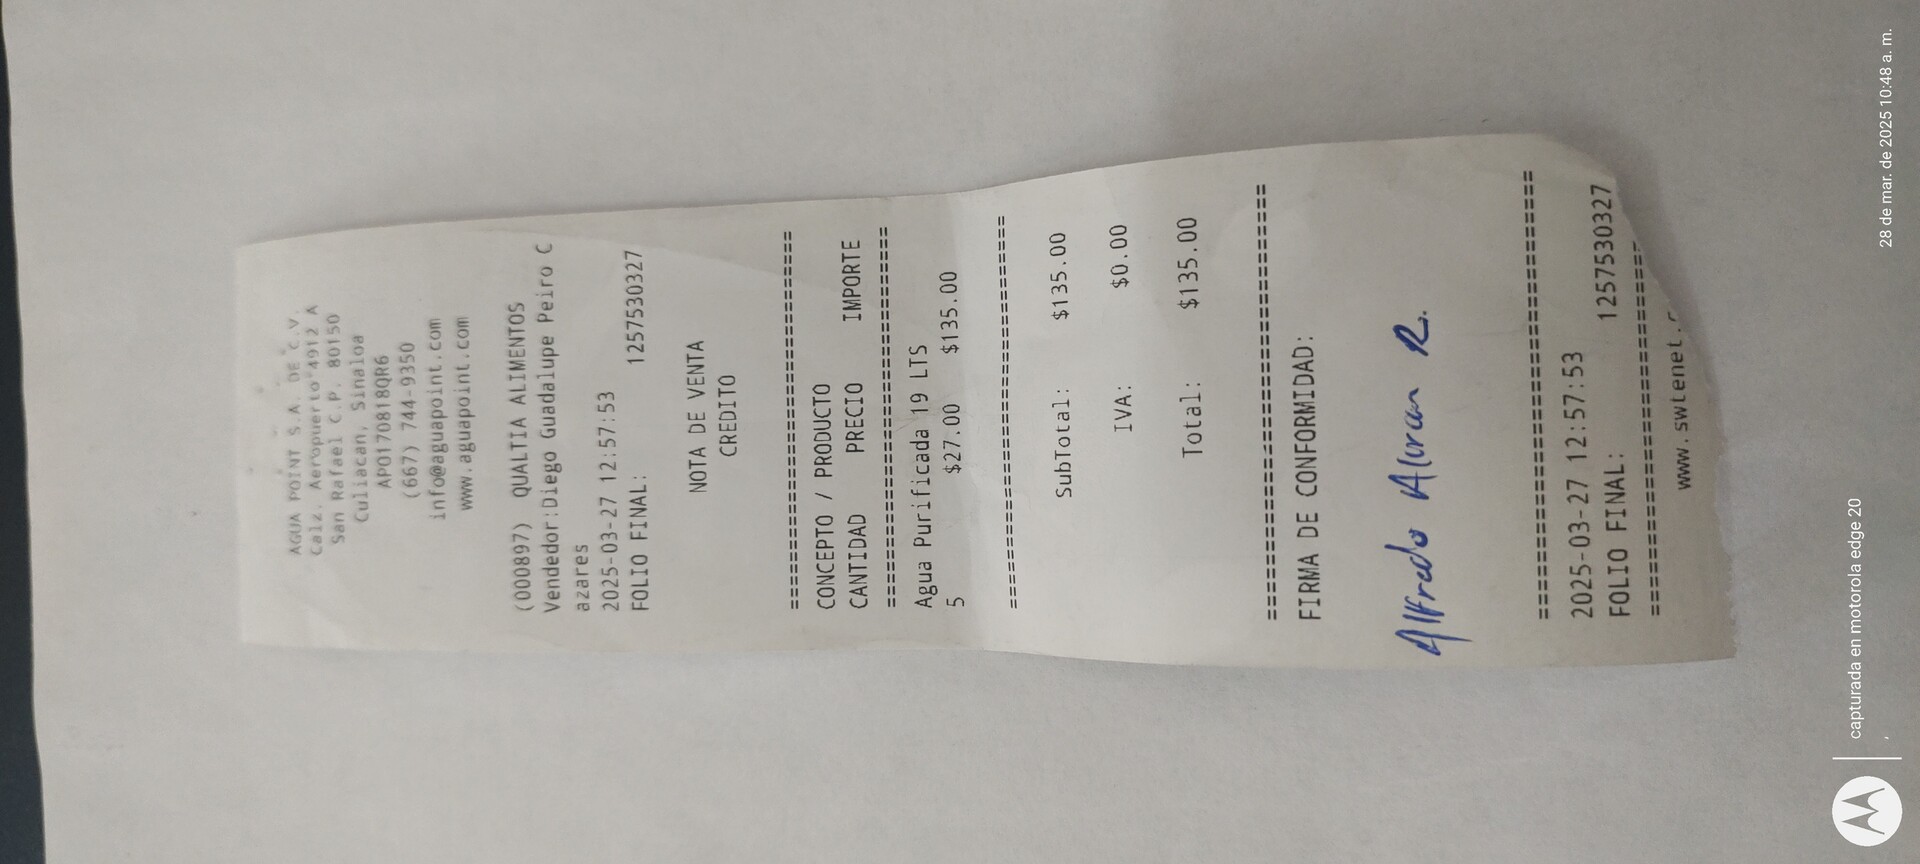 AGUA POINT S.A. DE C.V.
Calz. Aeropuerto 4912 A
San Rafael C.P. 80150
Culiacan, Sinaloa
APO170818QR6
(667) 744-9350
info@aguapoint.com
www.aguapoint.com
(000897) QUALTIA ALIMENTOS
Vendedor:Diego Guadalupe Peiro C
azares
2025-03-27 12:57:53
FOLIO FINAL: 1257530327
NOTA DE VENTA
CREDITO
================================
CONCEPTO / PRODUCTO
CANTIDAD PRECIO IMPORTE
================================
Agua Purificada 19 LTS
5 $27.00 $135.00
================================
SubTotal: $135.00
IVA: $0.00
Total: $135.00
================================
FIRMA DE CONFORMIDAD:
Alfredo R.
================================
2025-03-27 12:57:53
FOLIO FINAL: 1257530327
================================
www.swtenet.
capturada en motorola edge 20
28 de mar. de 2025 10:48 a. m.